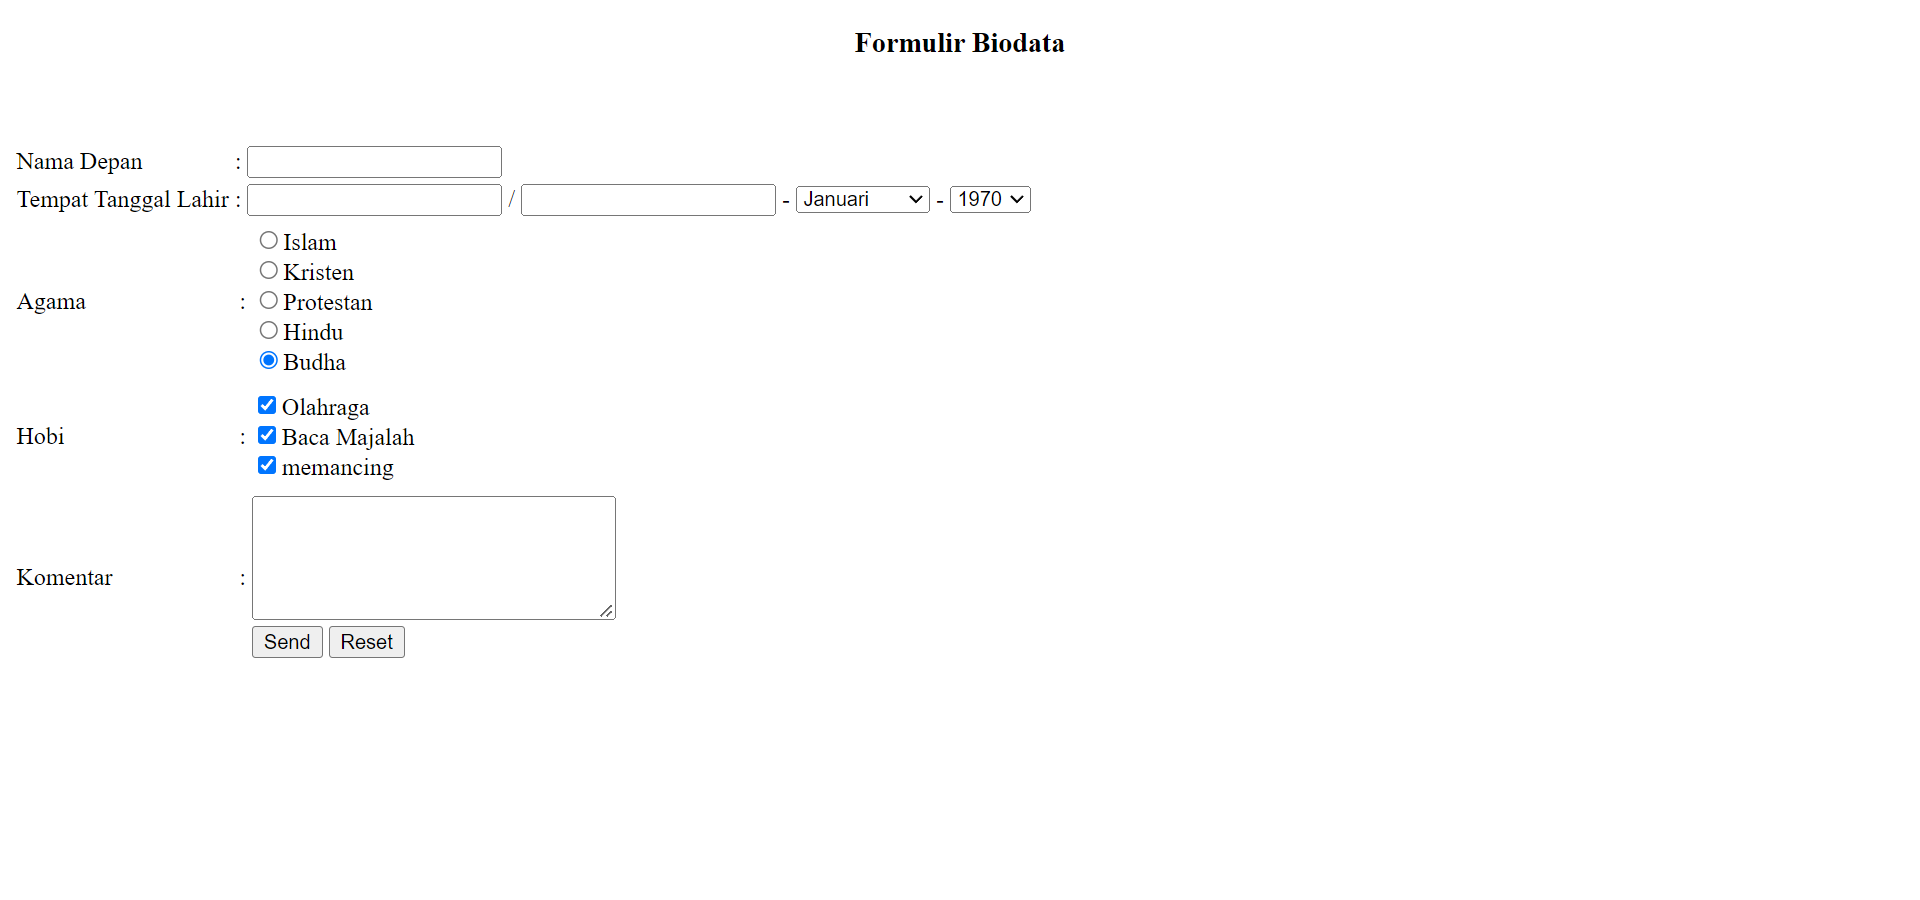 Formulir Biodata
Nama Depan :
Tempat Tanggal Lahir : / - Januari - 1970
Islam
Kristen
Agama : Protestan
Hindu
Budha
Olahraga
Hobi : Baca Majalah
memancing
Komentar :
Send Reset